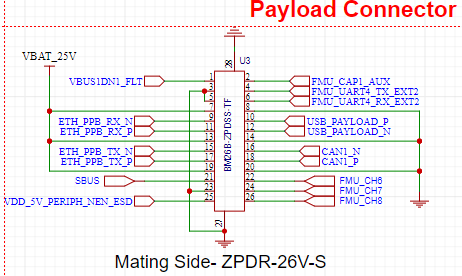 Payload Connector
28
VBAT_25V
U3
VBUS1DN1_FLT 1 2 FMU_CAP1_AUX
3 4 FMU_UART4_TX_EXT2
5 6 FMU_UART4_RX_EXT2
7 8
ETH_PPB_RX_N 9 10 USB_PAYLOAD_P
ETH_PPB_RX_P 11 12 USB_PAYLOAD_N
13 14
ETH_PPB_TX_N 15 16 CAN1_N
ETH_PPB_TX_P 17 18 CAN1_P
19 20
SBUS 21 22 FMU_CH6
23 24 FMU_CH7
VDD_5V_PERIPH_NEN_ESD 25 26 FMU_CH8
BM26B-ZPDSS-TF
27
Mating Side- ZPDR-26V-S